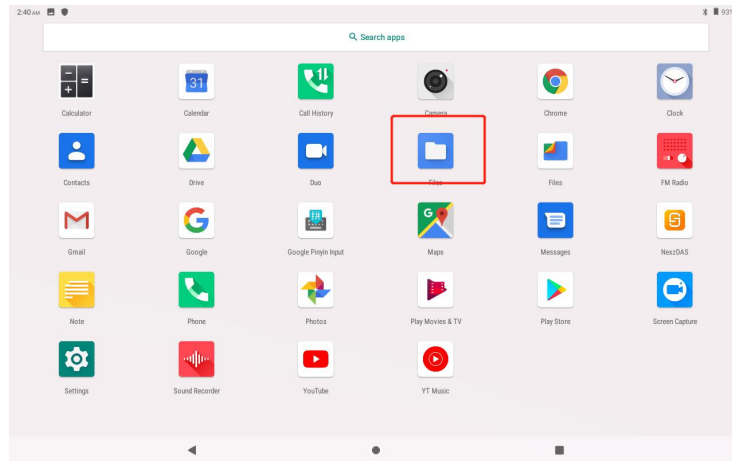 2:40 AM 93%
Search apps
31
Calculator Calendar Call History Camera Chrome Clock
Contacts Drive Duo Files Files FM Radio
G
Gmail Google Google Pinyin Input Maps Messages NexzDAS
Note Phone Photos Play Movies & TV Play Store Screen Capture
Settings Sound Recorder YouTube YT Music